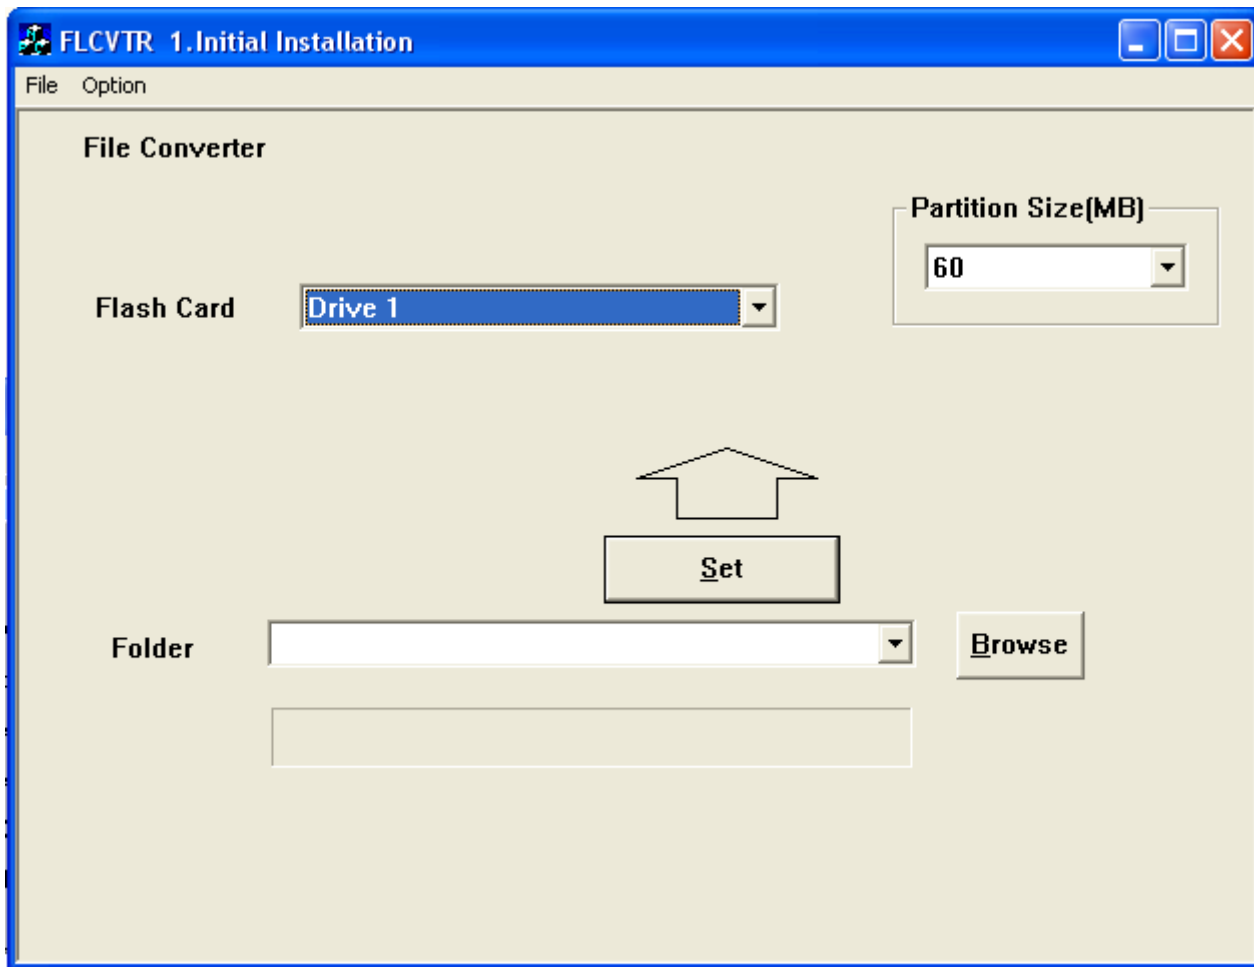 FLCVTR 1.Initial Installation
File Option
File Converter
Partition Size(MB)
60
Flash Card Drive 1
Set
Folder Browse